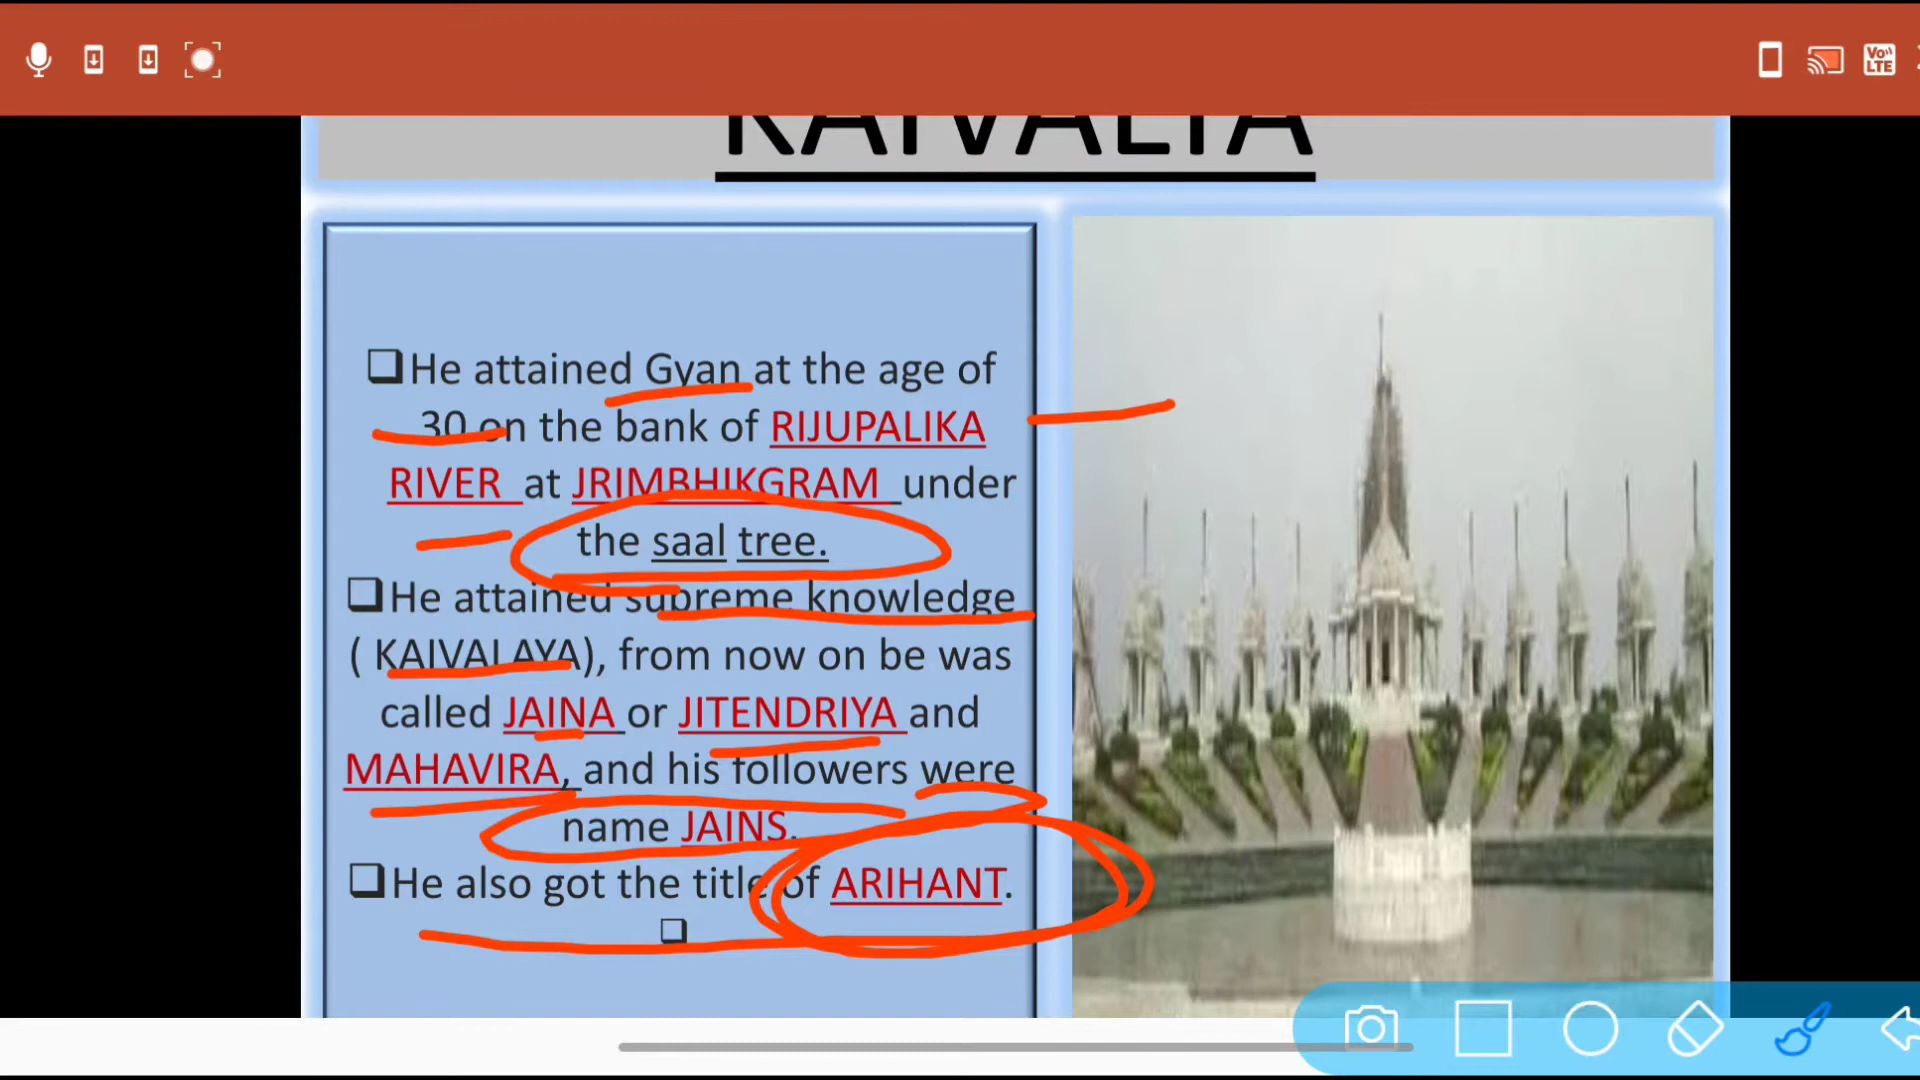 Vo
LTE
KAIVALYA
❑He attained Gyan at the age of
30 on the bank of RIJUPALIKA
RIVER at JRIMBHIKGRAM under
the saal tree.
❑He attained supreme knowledge
( KAIVALAYA), from now on be was
called JAINA or JITENDRIYA and
MAHAVIRA, and his followers were
name JAINS.
❑He also got the title of ARIHANT.
❑